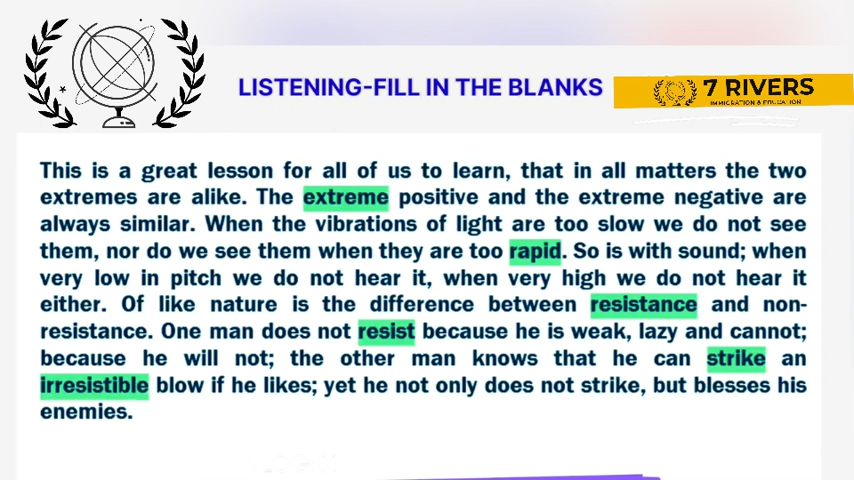 LISTENING-FILL IN THE BLANKS
7 RIVERS
IMMIGRATION & EDUCATION
This is a great lesson for all of us to learn, that in all matters the two
extremes are alike. The extreme positive and the extreme negative are
always similar. When the vibrations of light are too slow we do not see
them, nor do we see them when they are too rapid. So is with sound; when
very low in pitch we do not hear it, when very high we do not hear it
either. Of like nature is the difference between resistance and non-
resistance. One man does not resist because he is weak, lazy and cannot;
because he will not; the other man knows that he can strike an
irresistible blow if he likes; yet he not only does not strike, but blesses his
enemies.